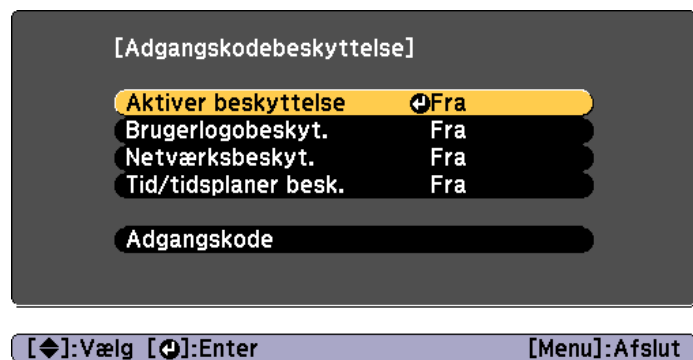 [Adgangskodebeskyttelse]
Aktiver beskyttelse Fra
Brugerlogobeskyt. Fra
Netværksbeskyt. Fra
Tid/tidsplaner besk. Fra
Adgangskode
[◆]:Vælg [⏎]:Enter [Menu]:Afslut